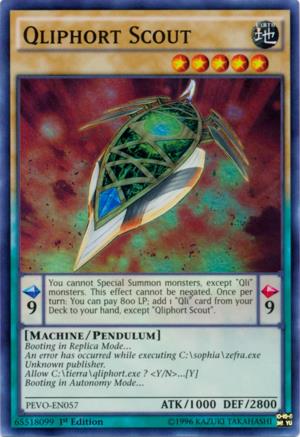 QLIPHORT SCOUT
EARTH
地
You cannot Special Summon monsters, except "Qli"
monsters. This effect cannot be negated. Once per
turn: You can pay 800 LP; add 1 "Qli" card from your
Deck to your hand, except "Qliphort Scout".
9
9
[MACHINE/PENDULUM]
Booting in Replica Mode...
An error has occurred while executing C:\sophia\zefra.exe
Unknown publisher.
Allow C:\tierra\qliphort.exe ? <Y/N>...[Y]
Booting in Autonomy Mode...
PEVO-EN057
ATK/1000 DEF/2800
65518099
1st Edition
©1996 KAZUKI TAKAHASHI